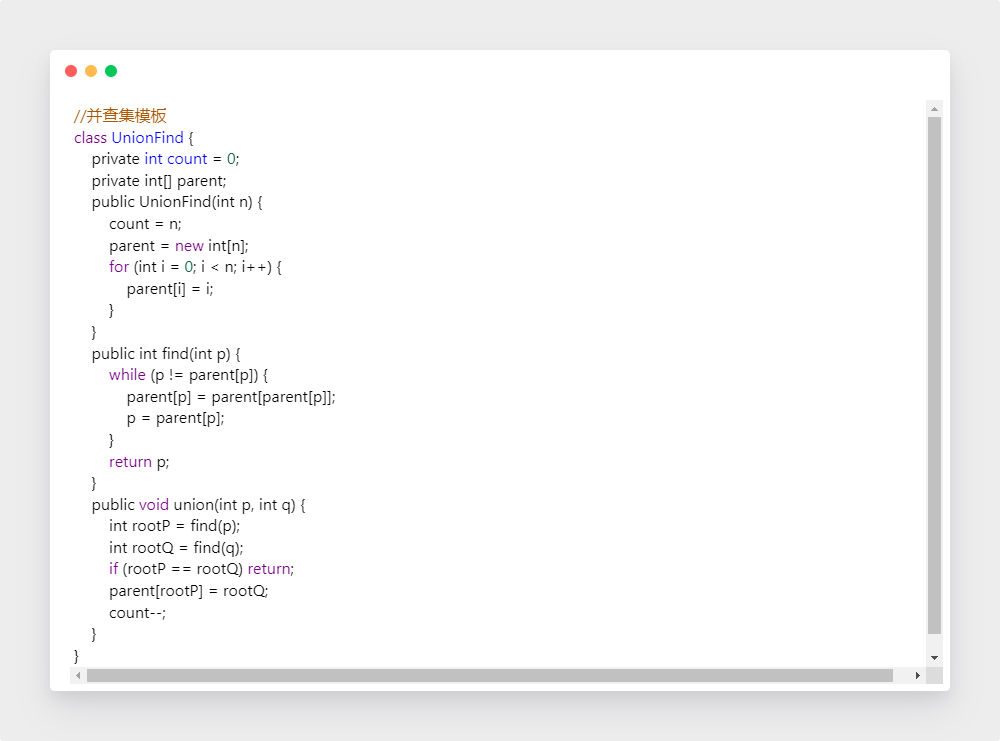 //并查集模板
class UnionFind {
    private int count = 0;
    private int[] parent;
    public UnionFind(int n) {
        count = n;
        parent = new int[n];
        for (int i = 0; i < n; i++) {
            parent[i] = i;
        }
    }
    public int find(int p) {
        while (p != parent[p]) {
            parent[p] = parent[parent[p]];
            p = parent[p];
        }
        return p;
    }
    public void union(int p, int q) {
        int rootP = find(p);
        int rootQ = find(q);
        if (rootP == rootQ) return;
        parent[rootP] = rootQ;
        count--;
    }
}